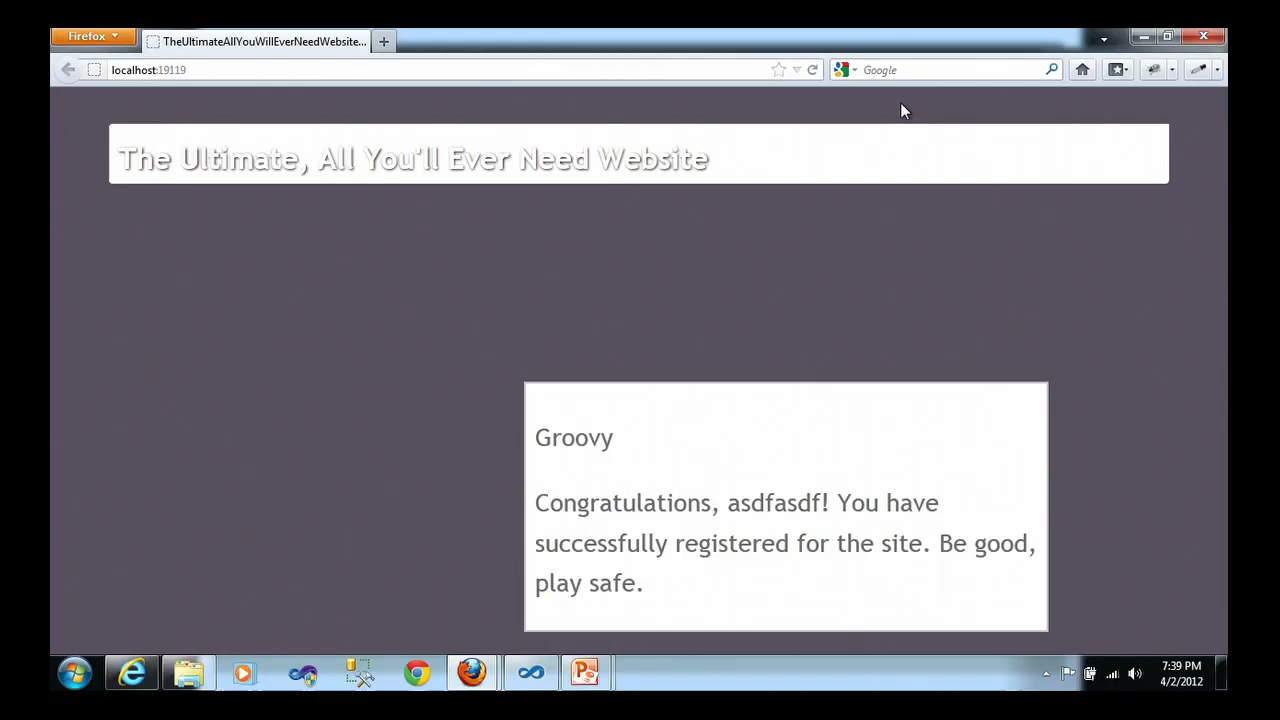 Firefox
TheUltimateAllYouWillEverNeedWebsite...
localhost:19119
Google
The Ultimate, All You'll Ever Need Website
Groovy
Congratulations, asdfasdf! You have
successfully registered for the site. Be good,
play safe.
7:39 PM
4/2/2012